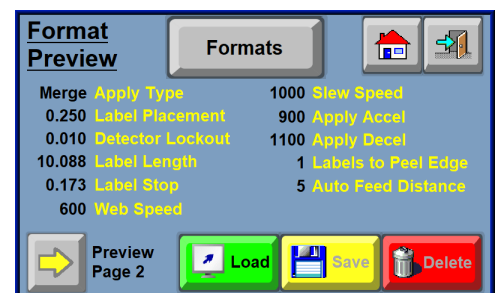 Format
Preview
Formats
Merge Apply Type
0.250 Label Placement
0.010 Detector Lockout
10.088 Label Length
0.173 Label Stop
600 Web Speed
1000 Slew Speed
900 Apply Accel
1100 Apply Decel
1 Labels to Peel Edge
5 Auto Feed Distance
Preview
Page 2
Load
Save
Delete